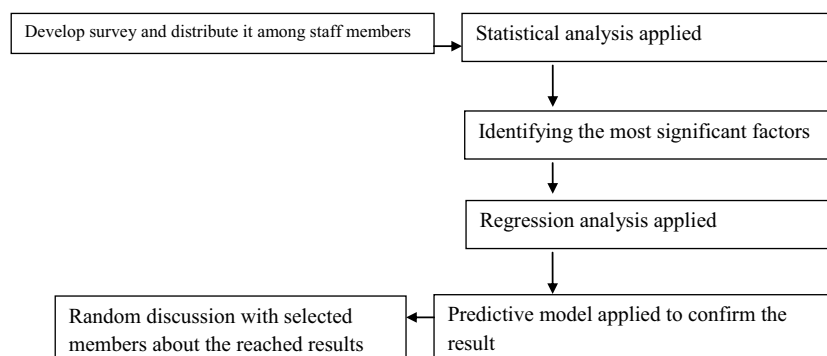 Develop survey and distribute it among staff members
Statistical analysis applied
Identifying the most significant factors
Regression analysis applied
Predictive model applied to confirm the
result
Random discussion with selected
members about the reached results